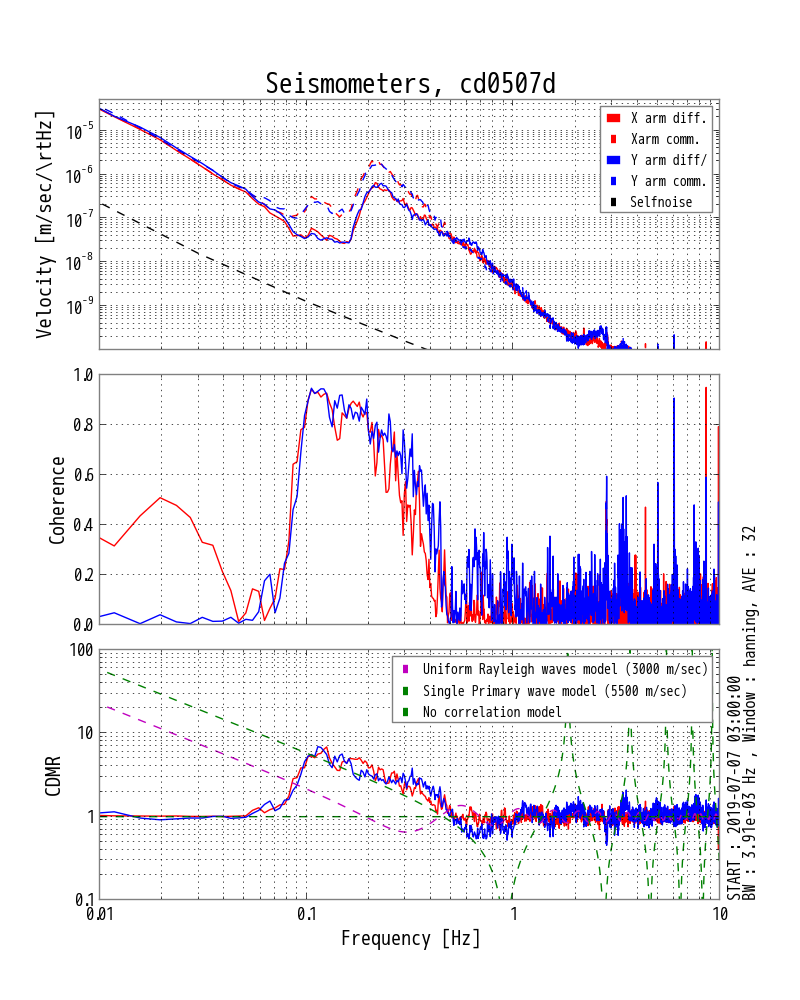 Seismometers, cd0507d
Velocity [m/sec/\rtHz]
10^-5
10^-6
10^-7
10^-8
10^-9
X arm diff.
Xarm comm.
Y arm diff/
Y arm comm.
Selfnoise
Coherence
1.0
0.8
0.6
0.4
0.2
0.0
CDMR
100
10
1
0.1
Uniform Rayleigh waves model (3000 m/sec)
Single Primary wave model (5500 m/sec)
No correlation model
0.01
0.1
1
10
Frequency [Hz]
START : 2019-07-07 03:00:00
BW : 3.91e-03 Hz , Window : hanning, AVE : 32